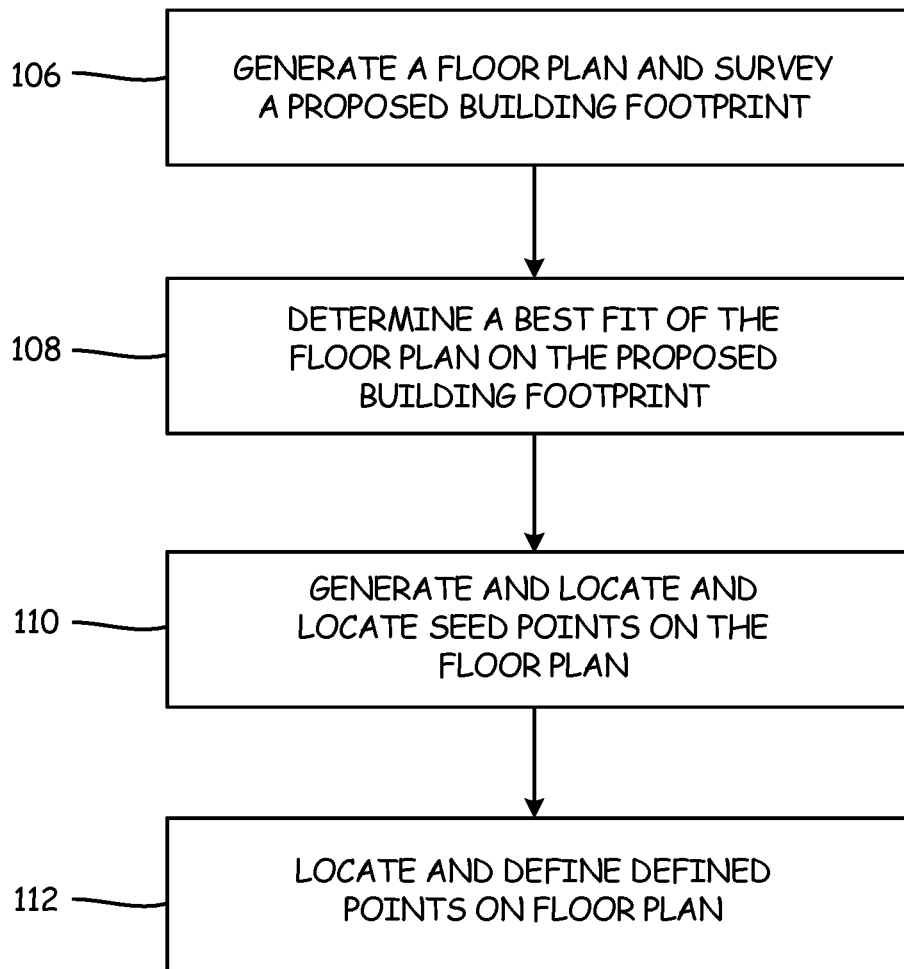 106
GENERATE A FLOOR PLAN AND SURVEY
A PROPOSED BUILDING FOOTPRINT
108
DETERMINE A BEST FIT OF THE
FLOOR PLAN ON THE PROPOSED
BUILDING FOOTPRINT
110
GENERATE AND LOCATE AND
LOCATE SEED POINTS ON THE
FLOOR PLAN
112
LOCATE AND DEFINE DEFINED
POINTS ON FLOOR PLAN